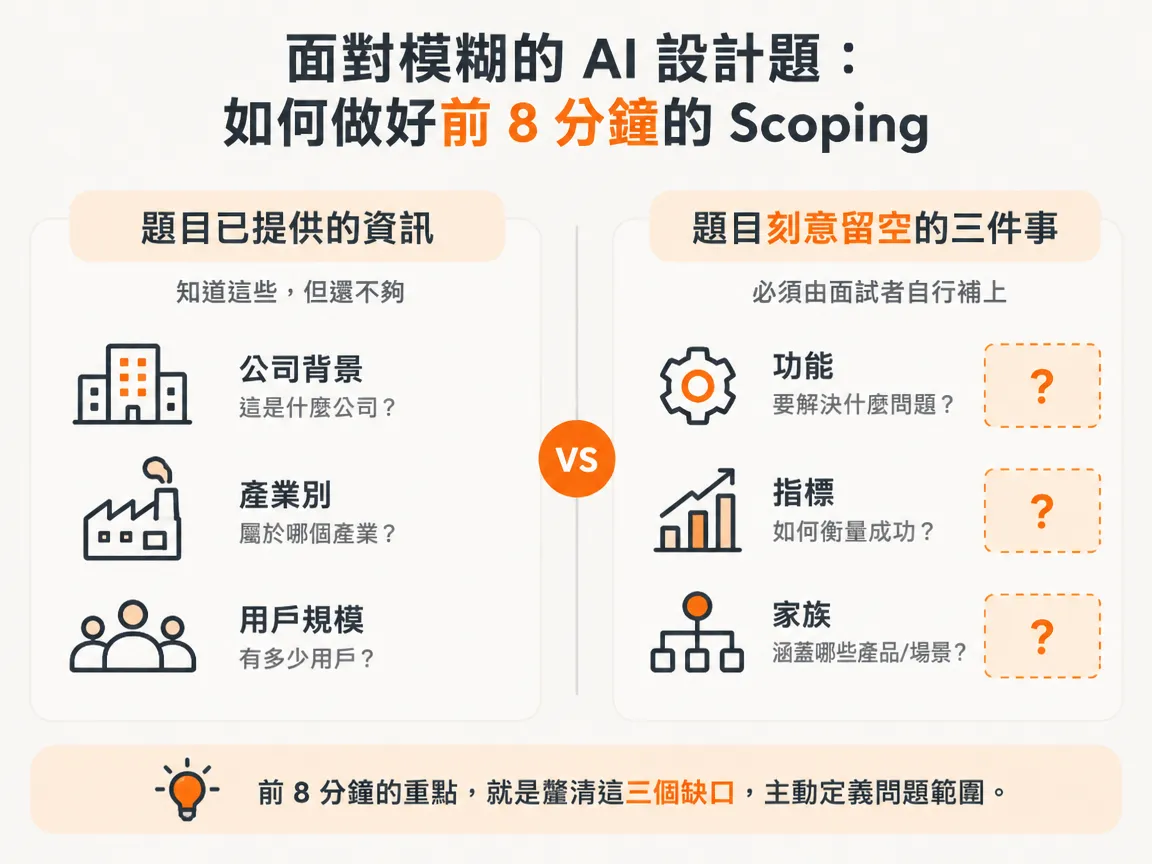 面對模糊的 AI 設計題：
如何做好前 8 分鐘的 Scoping
題目已提供的資訊
知道這些，但還不夠
公司背景
這是什麼公司？
產業別
屬於哪個產業？
用戶規模
有多少用戶？
VS
題目刻意留空的三件事
必須由面試者自行補上
功能
要解決什麼問題？
?
指標
如何衡量成功？
?
家族
涵蓋哪些產品/場景？
?
前 8 分鐘的重點，就是釐清這三個缺口，主動定義問題範圍。